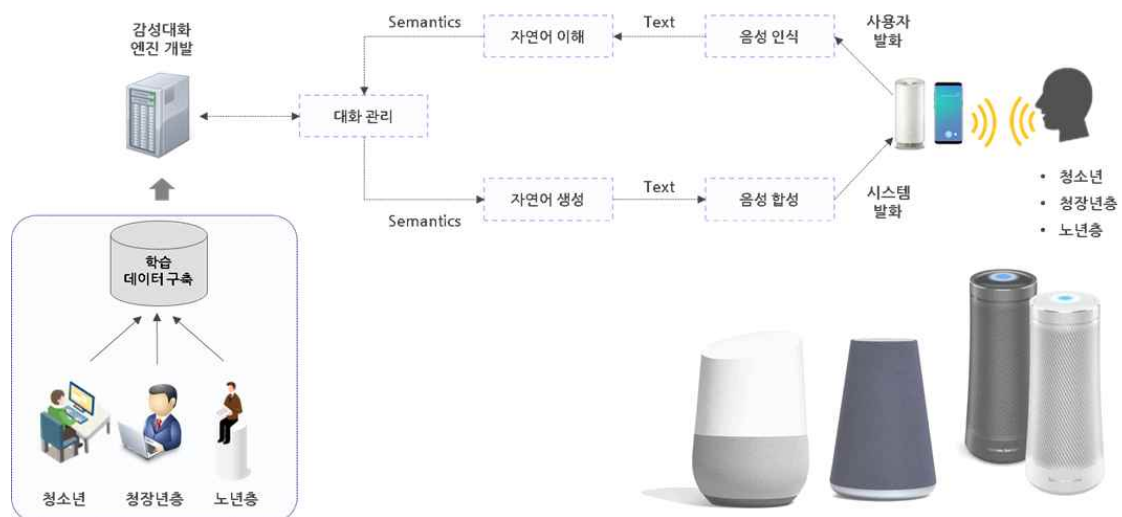 감성대화
엔진 개발
Semantics
자연어 이해
Text
음성 인식
사용자
발화
대화 관리
Semantics
자연어 생성
Text
음성 합성
시스템
발화
• 청소년
• 청장년층
• 노년층
학습
데이터 구축
청소년
청장년층
노년층